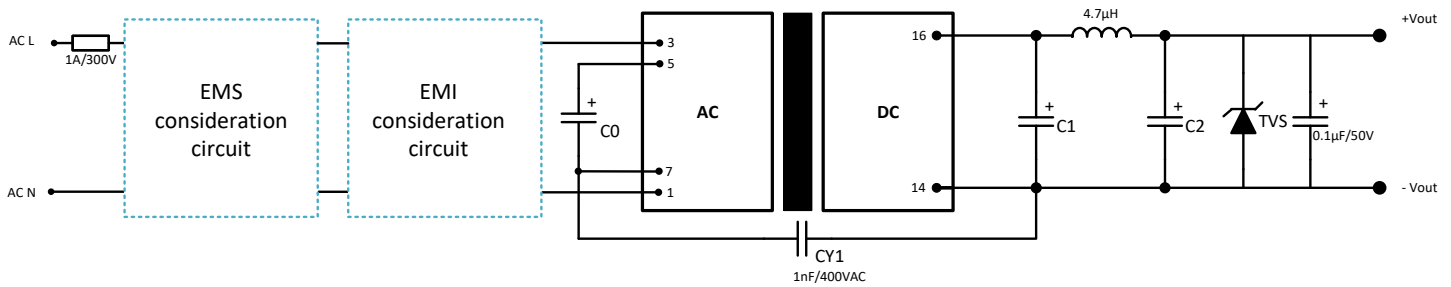 AC L
1A/300V
EMS
consideration
circuit
EMI
consideration
circuit
+
C0
3
5
7
1
AC
DC
16
14
4.7µH
+
C1
+
C2
TVS
+
0.1µF/50V
+Vout
- Vout
AC N
CY1
1nF/400VAC